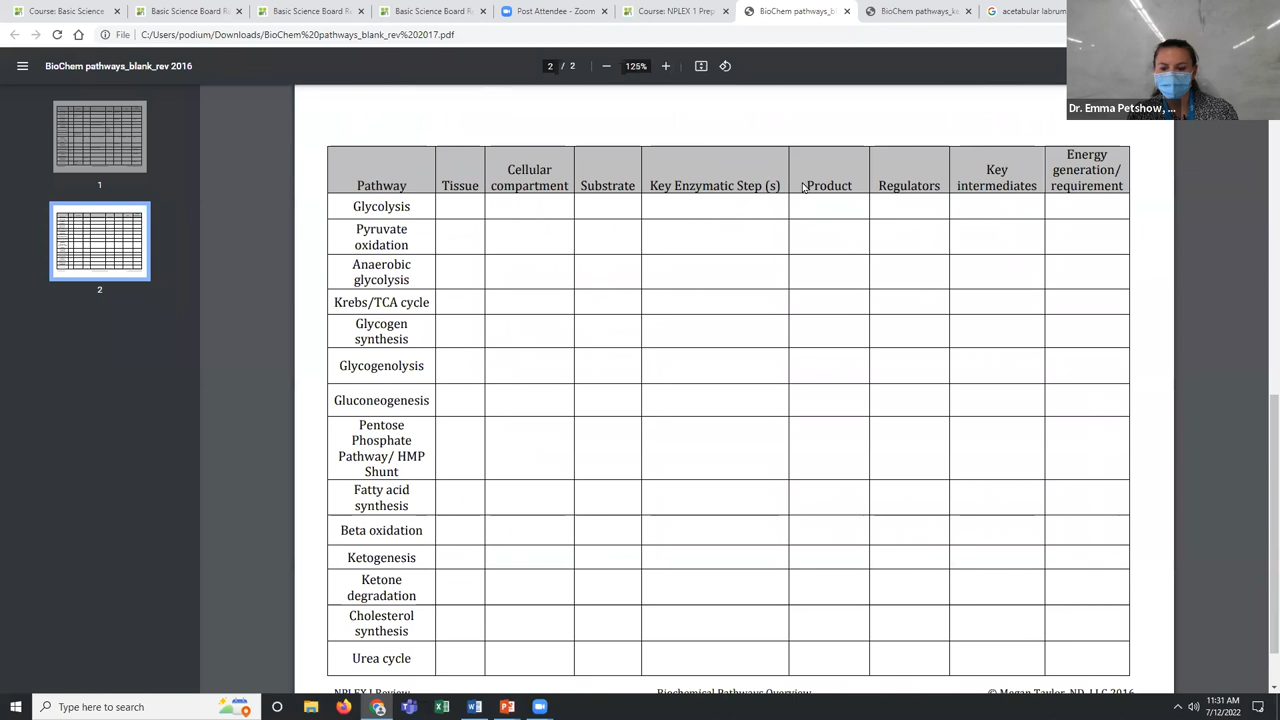 Course: Basic Science
Basic Science Board R
Basic Science Board R
Basic Science Board R
Post Attendee - Zoom
Course: NPLEX 1 Prep
BioChem pathways_b
BioChem pathways_k
acetabular labrum
File
C:/Users/podium/Downloads/BioChem%20pathways_blank_rev%202017.pdf
BioChem pathways_blank_rev 2016
2 / 2
125%
Dr. Emma Petshow, ...
1
2
Pathway
Tissue
Cellular
compartment
Substrate
Key Enzymatic Step (s)
Product
Regulators
Key
intermediates
Energy
generation/
requirement
Glycolysis
Pyruvate
oxidation
Anaerobic
glycolysis
Krebs/TCA cycle
Glycogen
synthesis
Glycogenolysis
Gluconeogenesis
Pentose
Phosphate
Pathway/ HMP
Shunt
Fatty acid
synthesis
Beta oxidation
Ketogenesis
Ketone
degradation
Cholesterol
synthesis
Urea cycle
NPLEX I Review
Biochemical Pathways Overview
© Megan Taylor, ND, LLC 2016
Type here to search
11:31 AM
7/12/2022